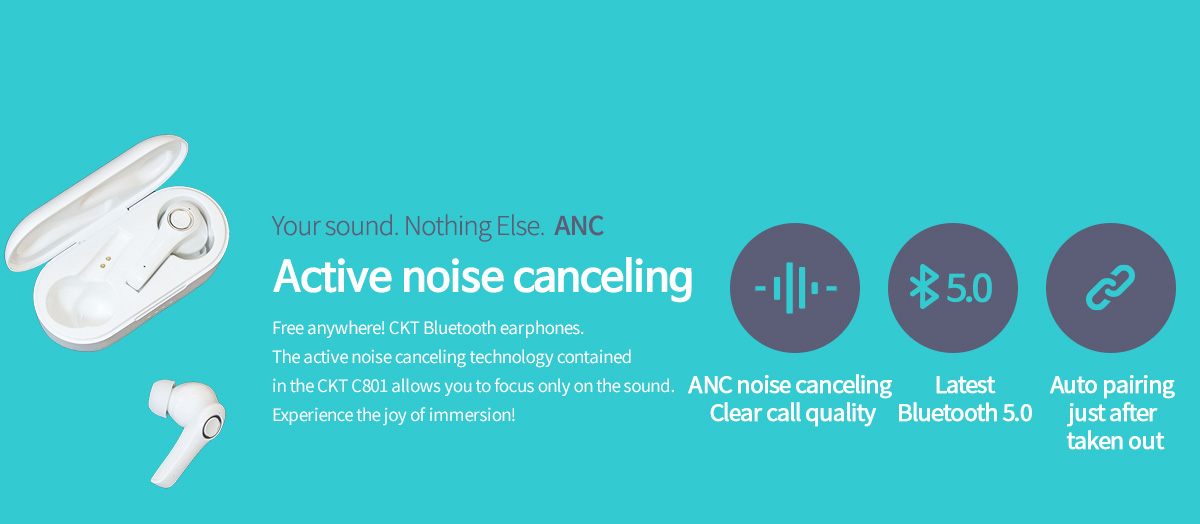 Your sound. Nothing Else. ANC
Active noise canceling
Free anywhere! CKT Bluetooth earphones.
The active noise canceling technology contained
in the CKT C801 allows you to focus only on the sound.
Experience the joy of immersion!
ANC noise canceling
Clear call quality
5.0
Latest
Bluetooth 5.0
Auto pairing
just after
taken out